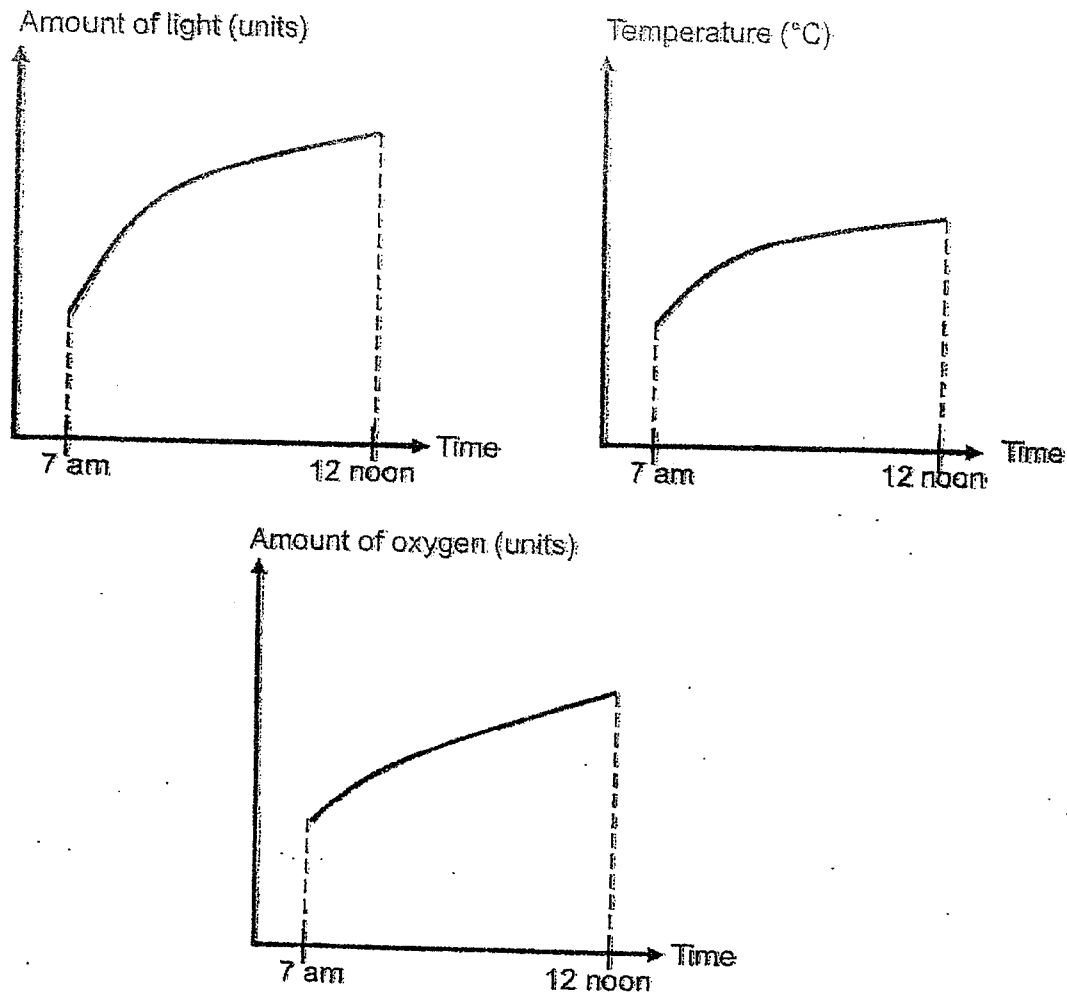 Amount of light (units)
Time
7 am
12 noon
Temperature (°C)
Time
7 am
12 noon
Amount of oxygen (units)
Time
7 am
12 noon